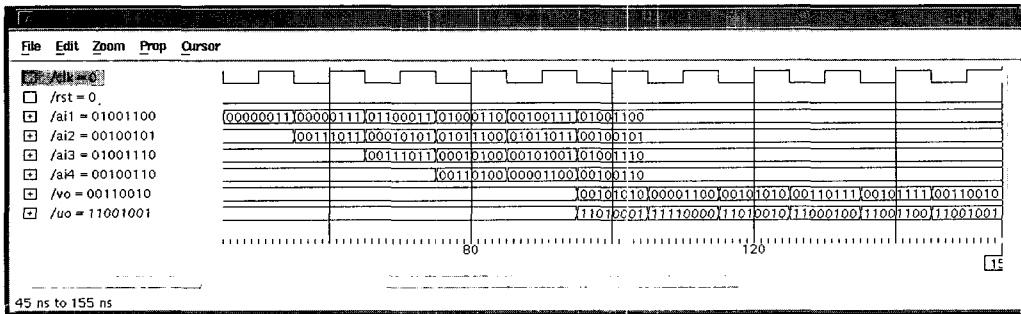 File Edit Zoom Prop Cursor
/clk = 0
/rst = 0
/ai1 = 01001100 00000011 00000111 01100011 01000110 00100111 01001100
/ai2 = 00100101 00111011 00010101 01011100 01011011 00100101
/ai3 = 01001110 00111011 00010100 00101001 01001110
/ai4 = 00100110 00110100 00001100 00100110
/vo = 00110010 00101010 00001100 00101010 00110111 00101111 00110010
/uo = 11001001 11010001 11110000 11010010 11000100 11001100 11001001
80 120
15
45 ns to 155 ns